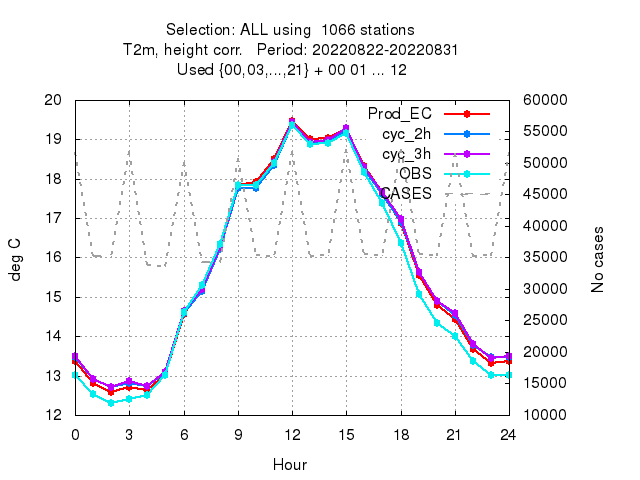 Selection: ALL using  1066 stations
T2m, height corr.   Period: 20220822-20220831
Used {00,03,...,21} + 00 01 ... 12
20 60000
Prod_EC
19 55000
cyc_2h
cyc_3h
18 50000
OBS
CASES
17 45000
16 40000
15 35000
14 30000
13 25000
12 20000
15000
10000
deg C
No cases
0 3 6 9 12 15 18 21 24
Hour